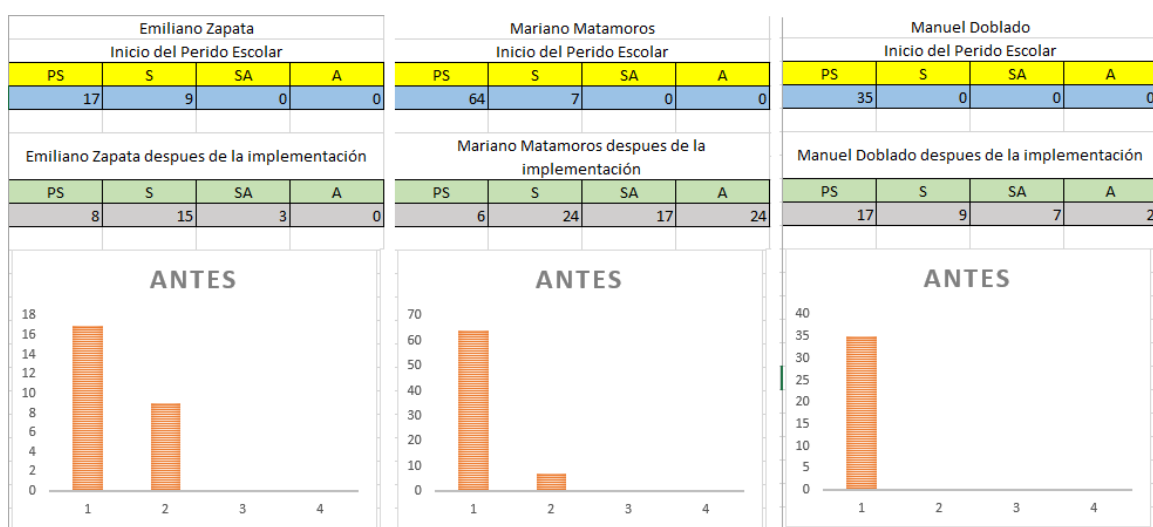 Emiliano Zapata
Inicio del Perido Escolar
PS S SA A
17 9 0 0
Emiliano Zapata despues de la implementación
PS S SA A
8 15 3 0
ANTES
18
16
14
12
10
8
6
4
2
0
1 2 3 4
Mariano Matamoros
Inicio del Perido Escolar
PS S SA A
64 7 0 0
Mariano Matamoros despues de la
implementación
PS S SA A
6 24 17 24
ANTES
70
60
50
40
30
20
10
0
1 2 3 4
Manuel Doblado
Inicio del Perido Escolar
PS S SA A
35 0 0 0
Manuel Doblado despues de la implementación
PS S SA A
17 9 7 2
ANTES
40
35
30
25
20
15
10
5
0
1 2 3 4